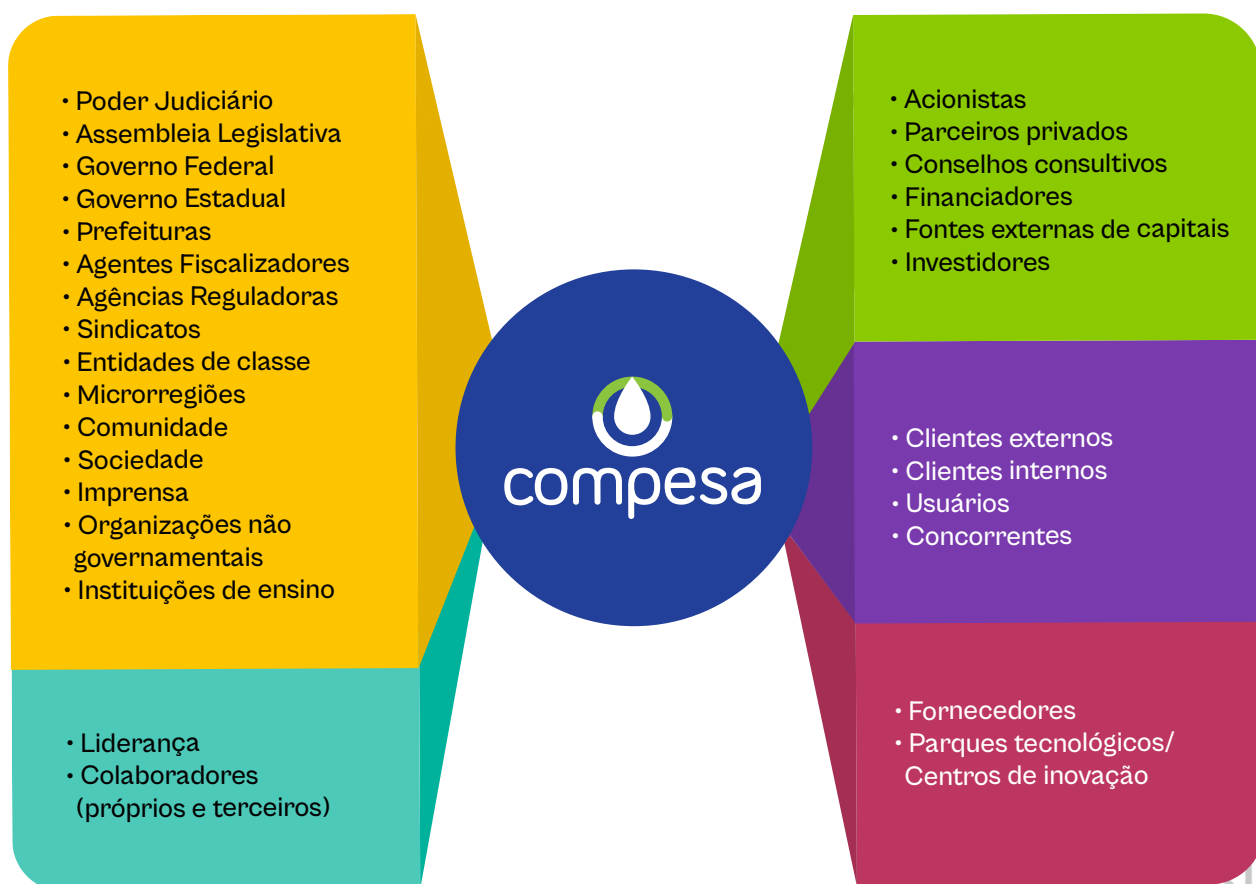 • Poder Judiciário
• Assembleia Legislativa
• Governo Federal
• Governo Estadual
• Prefeituras
• Agentes Fiscalizadores
• Agências Reguladoras
• Sindicatos
• Entidades de classe
• Microrregiões
• Comunidade
• Sociedade
• Imprensa
• Organizações não
governamentais
• Instituições de ensino
• Liderança
• Colaboradores
(próprios e terceiros)
compesa
• Acionistas
• Parceiros privados
• Conselhos consultivos
• Financiadores
• Fontes externas de capitais
• Investidores
• Clientes externos
• Clientes internos
• Usuários
• Concorrentes
• Fornecedores
• Parques tecnológicos/
Centros de inovação